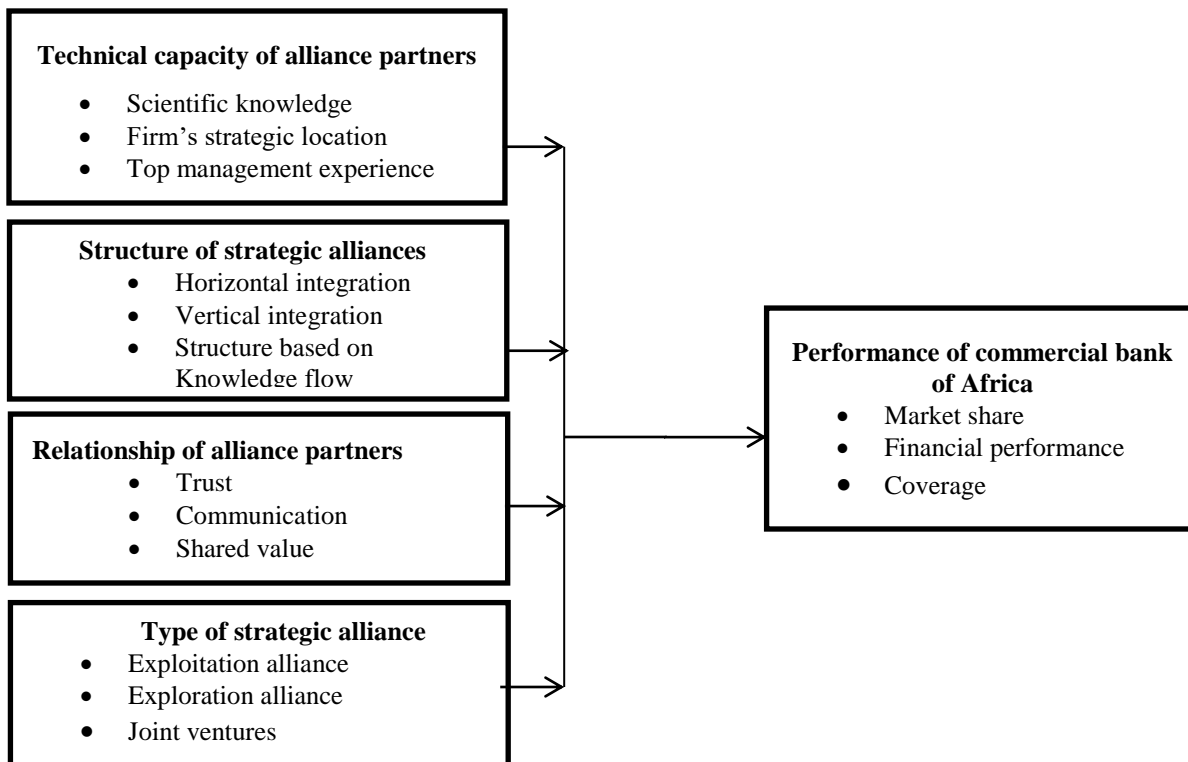 Technical capacity of alliance partners
• Scientific knowledge
• Firm’s strategic location
• Top management experience
Structure of strategic alliances
• Horizontal integration
• Vertical integration
• Structure based on
Knowledge flow
Relationship of alliance partners
• Trust
• Communication
• Shared value
Type of strategic alliance
• Exploitation alliance
• Exploration alliance
• Joint ventures
Performance of commercial bank
of Africa
• Market share
• Financial performance
• Coverage